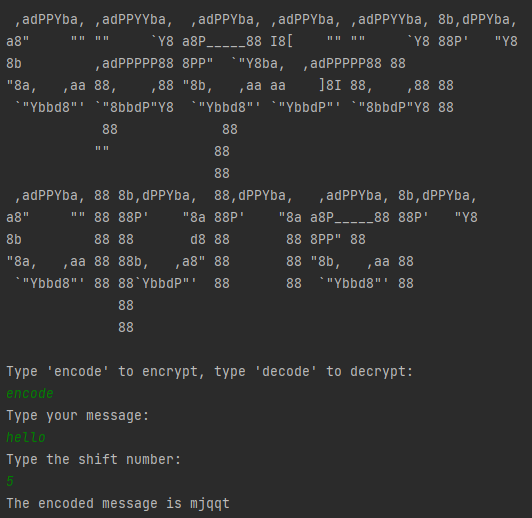 ,adPPYba, ,adPPYYba,  ,adPPYba, ,adPPYba, ,adPPYYba, 8b,dPPYba,
a8"     "" ""     `Y8 a8P_____88 I8[    "" ""     `Y8 88P'   "Y8
8b         ,adPPPPP88 8PP"  `"Y8ba,  ,adPPPPP88 88
"8a,   ,aa 88,    ,88 "8b,   ,aa aa    ]8I 88,    ,88 88
 `"Ybbd8"' `"8bbdP"Y8  `"Ybbd8"' `"YbbdP"' `"8bbdP"Y8 88
            88             88
           ""             88
                          88
 ,adPPYba, 88 8b,dPPYba,  88,dPPYba,   ,adPPYba, 8b,dPPYba,
a8"     "" 88 88P'    "8a 88P'    "8a a8P_____88 88P'   "Y8
8b         88 88       d8 88       88 8PP" 88
"8a,   ,aa 88 88b,   ,a8" 88       88 "8b,   ,aa 88
 `"Ybbd8"' 88 88`YbbdP"'  88       88  `"Ybbd8"' 88
              88
              88
Type 'encode' to encrypt, type 'decode' to decrypt:
encode
Type your message:
hello
Type the shift number:
5
The encoded message is mjqqt